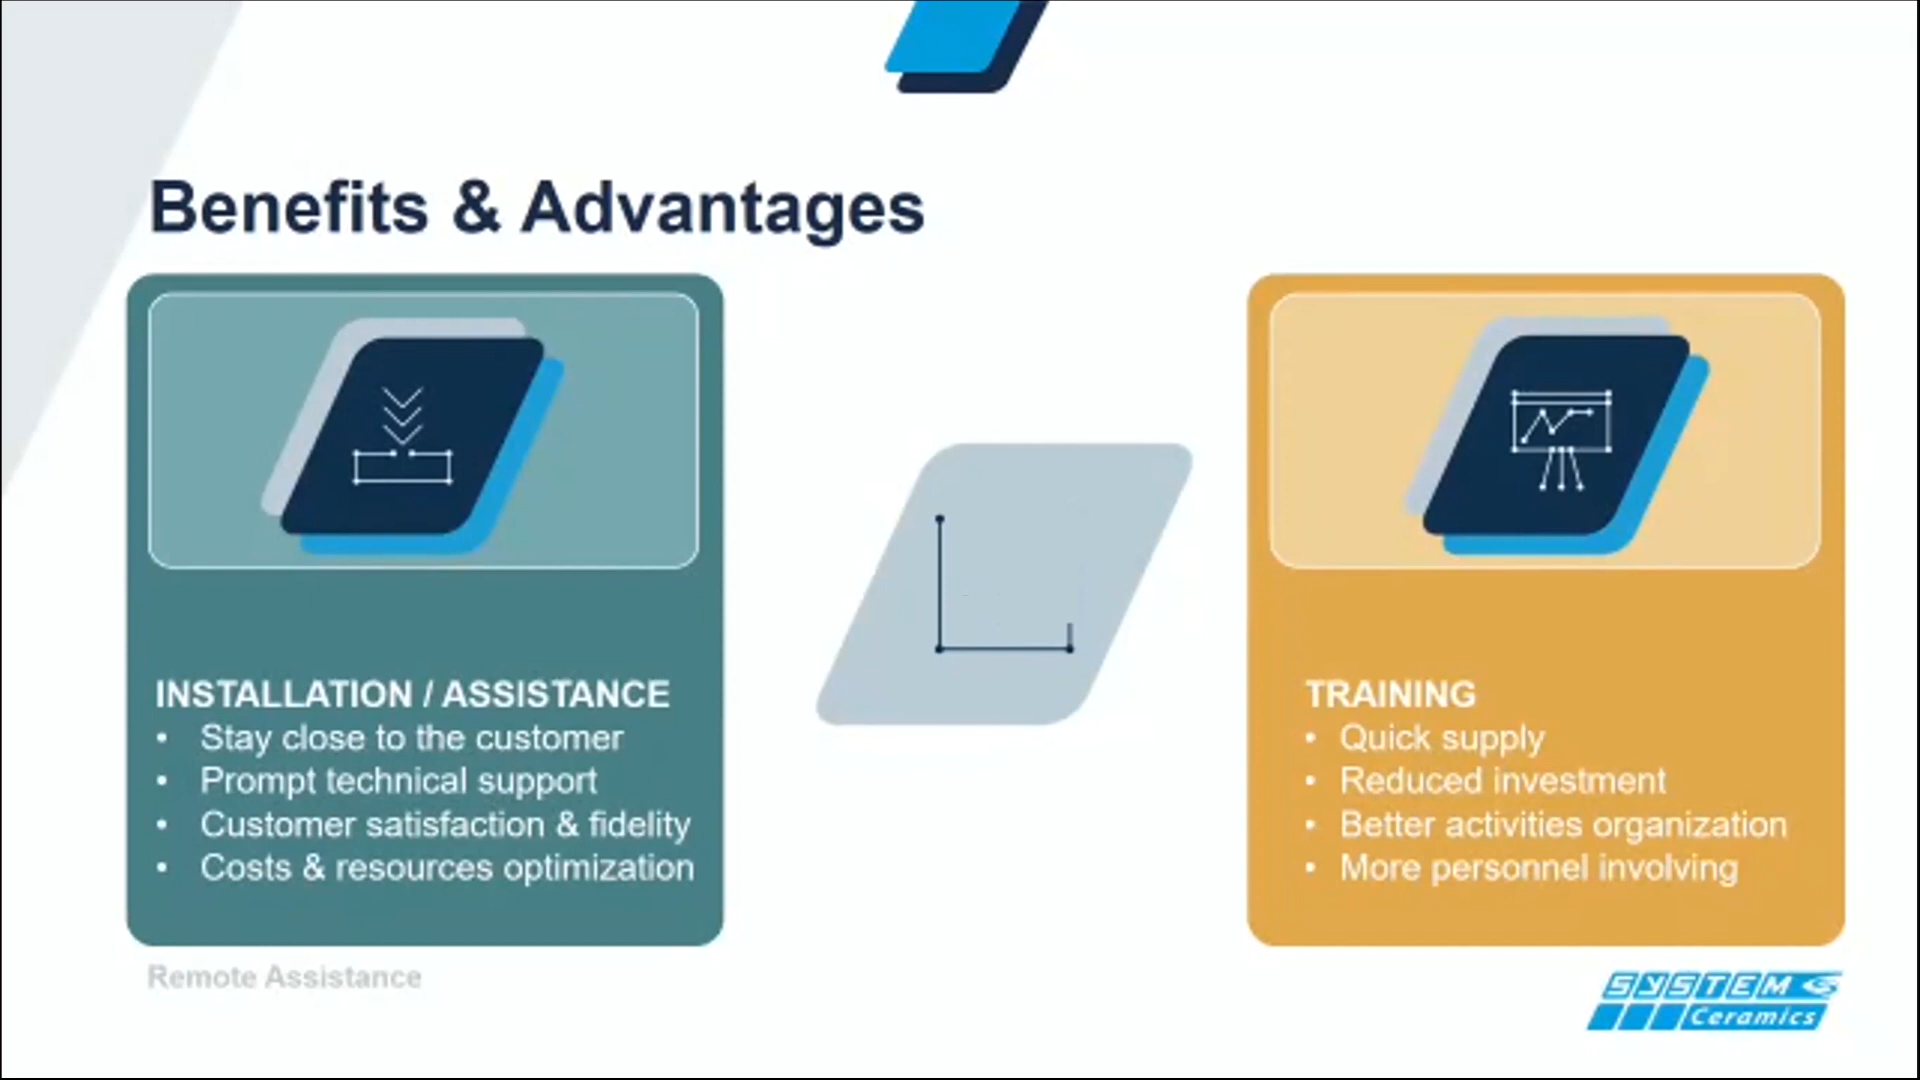 Benefits & Advantages
INSTALLATION / ASSISTANCE
• Stay close to the customer
• Prompt technical support
• Customer satisfaction & fidelity
• Costs & resources optimization
TRAINING
• Quick supply
• Reduced investment
• Better activities organization
• More personnel involving
Remote Assistance
SYSTEM
Ceramics